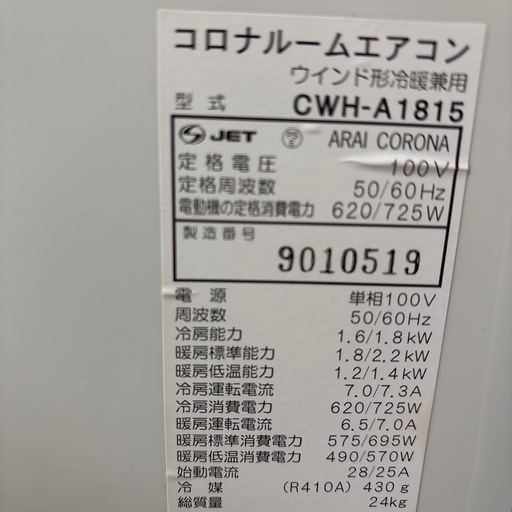 コロナルームエアコン
ウインド形冷暖兼用
型式 CWH-A1815
JET PSE ARAI CORONA
定格電圧 100V
定格周波数 50/60Hz
電動機の定格消費電力 620/725W
製造番号
9010519
電源 単相100V
周波数 50/60Hz
冷房能力 1.6/1.8kW
暖房標準能力 1.8/2.2kW
暖房低温能力 1.2/1.4kW
冷房運転電流 7.0/7.3A
冷房消費電力 620/725W
暖房運転電流 6.5/7.0A
暖房標準消費電力 575/695W
暖房低温消費電力 490/570W
始動電流 28/25A
冷媒 (R410A) 430g
総質量 24kg